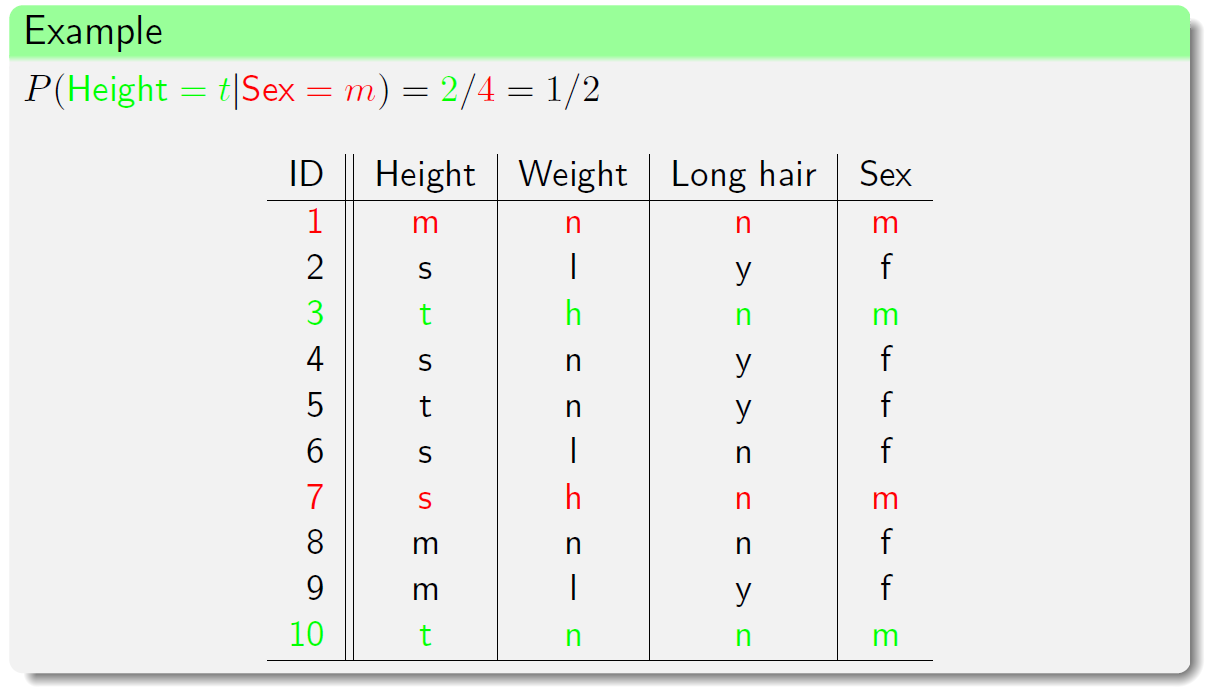 Example
P(Height = t|Sex = m) = 2/4 = 1/2
ID Height Weight Long hair Sex
1 m n n m
2 s l y f
3 t h n m
4 s n y f
5 t n y f
6 s l n f
7 s h n m
8 m n n f
9 m l y f
10 t n n m